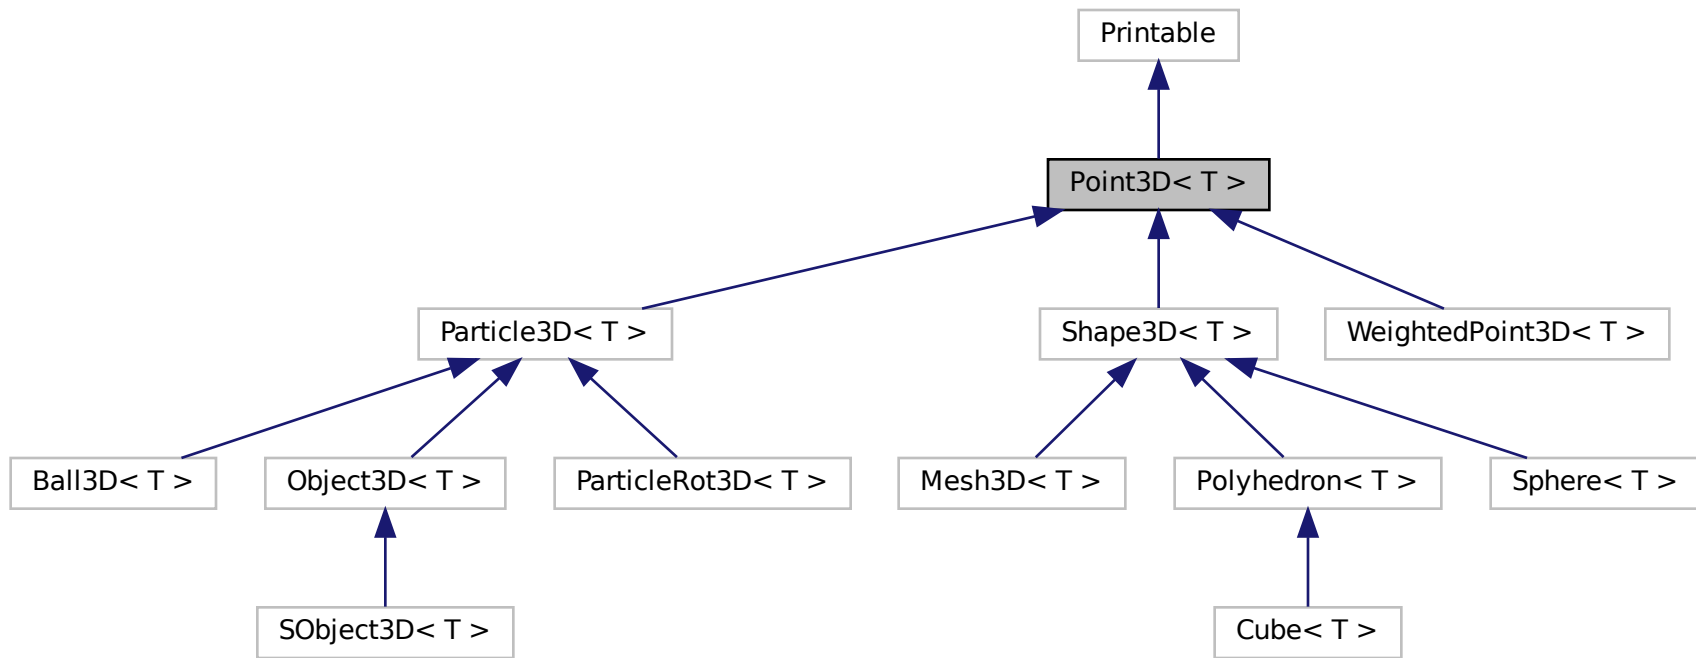 Printable
Point3D< T >
Particle3D< T >
Shape3D< T >
WeightedPoint3D< T >
Ball3D< T >
Object3D< T >
ParticleRot3D< T >
Mesh3D< T >
Polyhedron< T >
Sphere< T >
SObject3D< T >
Cube< T >